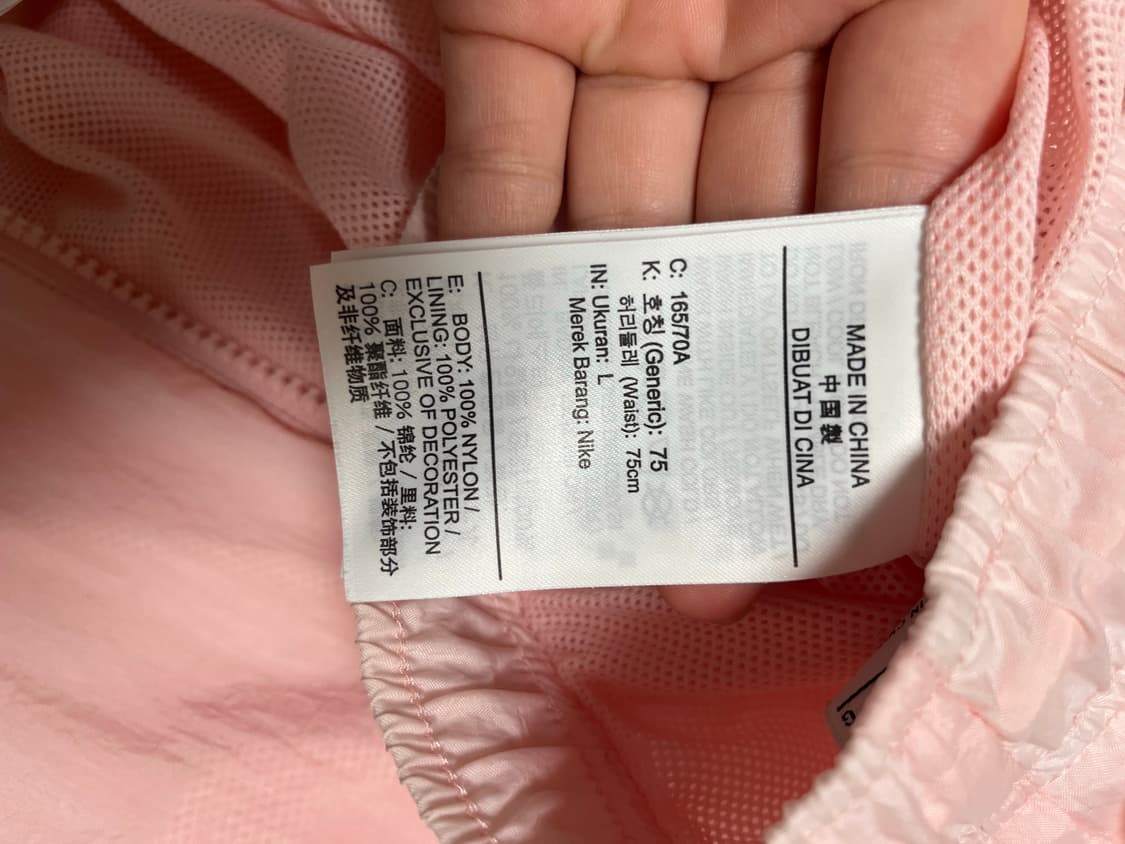 MADE IN CHINA
中國製
DIBUAT DI CINA
C: 165/70A
K: 호칭 (Generic): 75
허리둘레 (Waist): 75cm
IN: Ukuran: L
Merek Barang: Nike
E: BODY: 100% NYLON /
LINING: 100% POLYESTER /
EXCLUSIVE OF DECORATION
C: 面料: 100% 锦纶 / 里料:
100% 聚酯纤维 / 不包括装饰部分
及非纤维物质